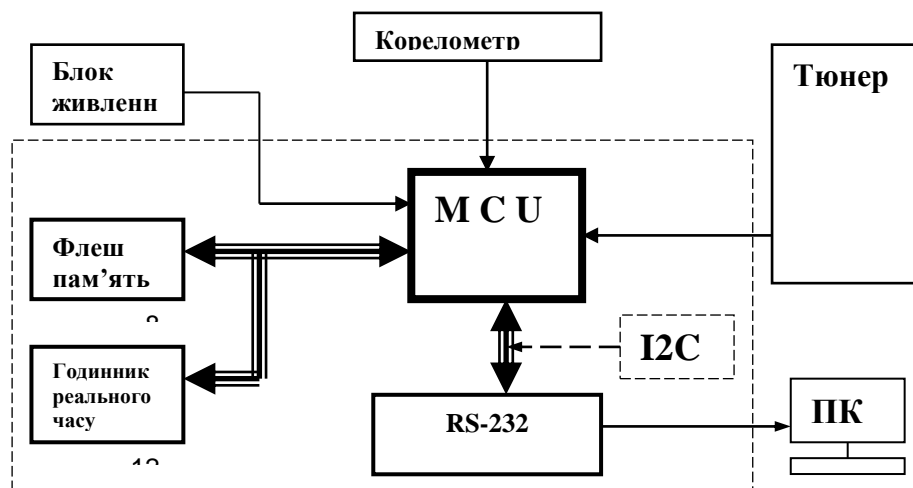 Корелометр
Блок
живленн
Тюнер
M C U
Флеш
пам’ять
I2C
Годинник
реального
часу
RS-232
ПК